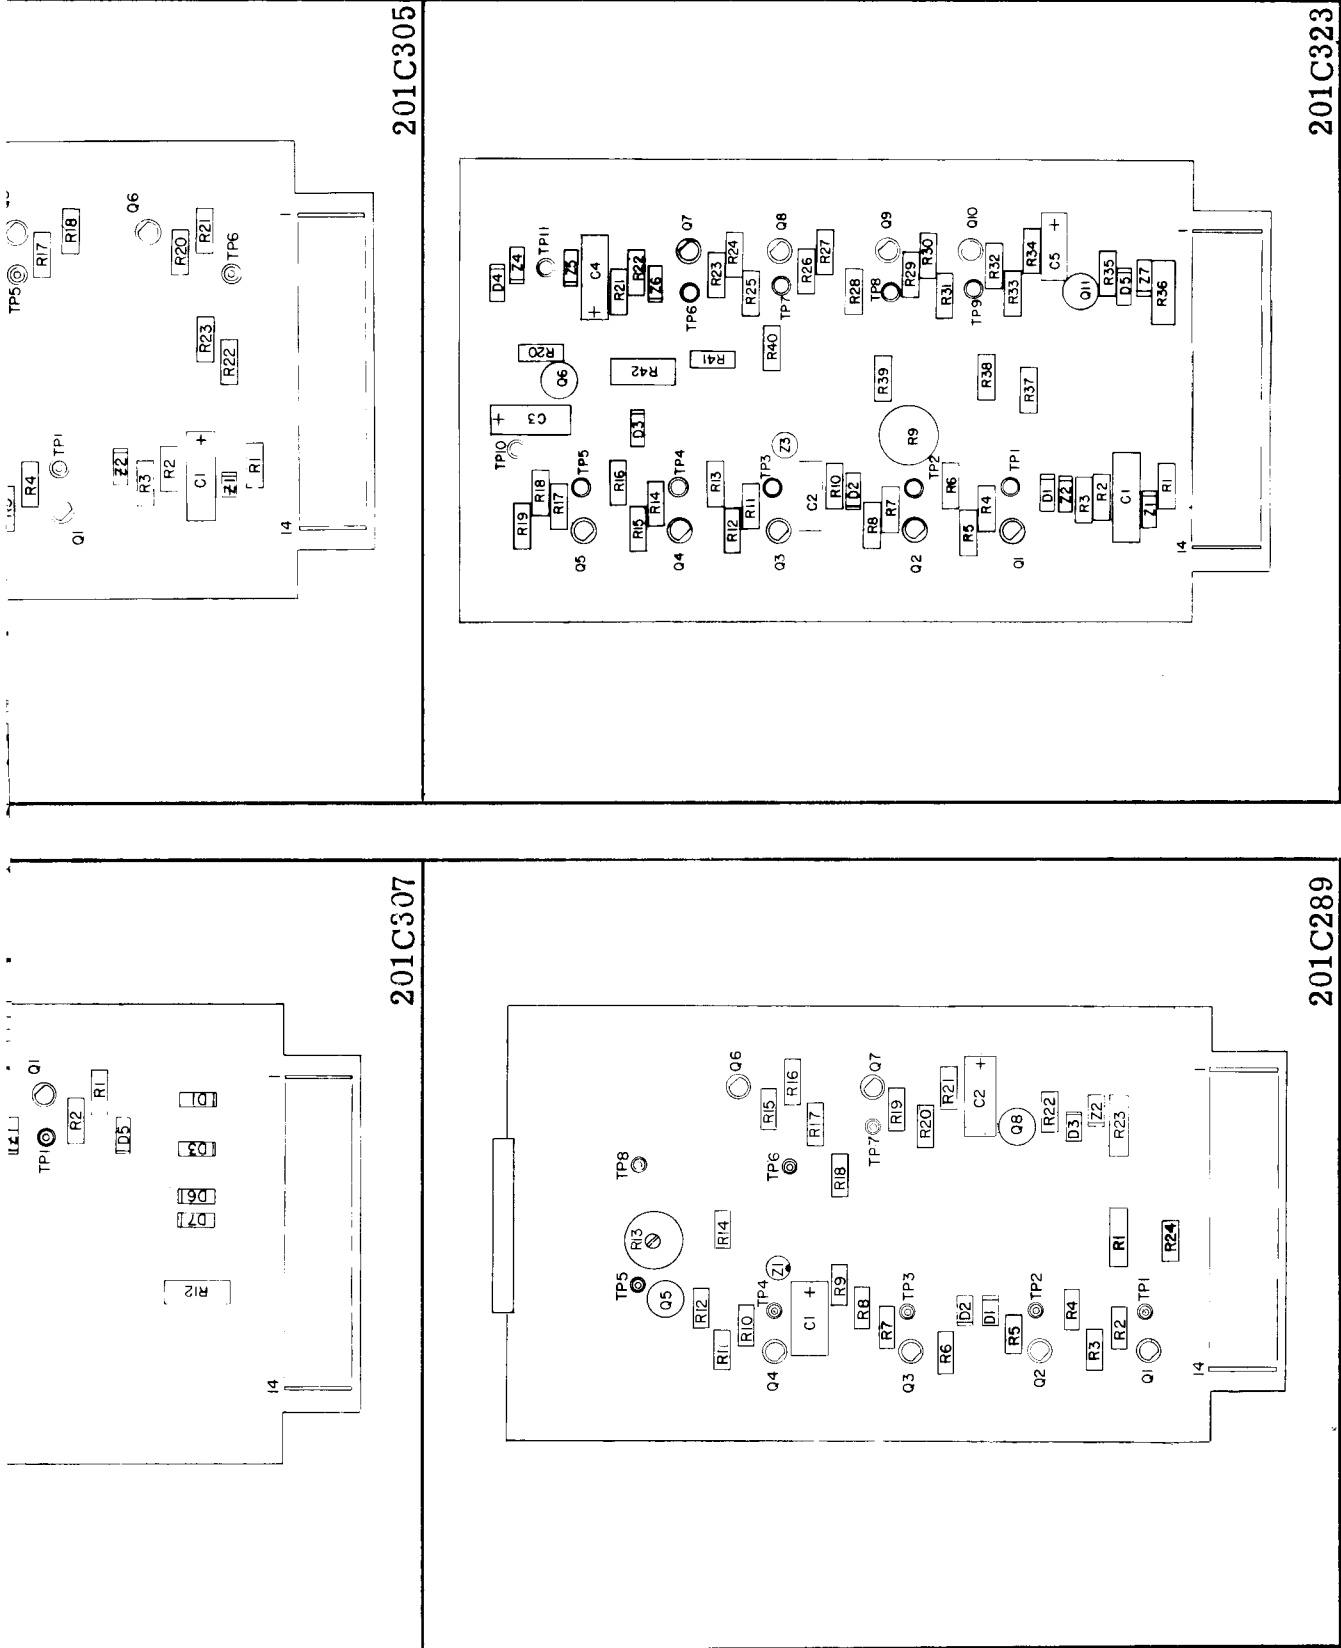 201C305
TP5
R17
R18
Q6
R20
R21
TP6
R23
R22
R4
TP1
Q1
Z2
R3
R2
C1 +
Z1
R1
1
14
201C323
D4
Z4
TP11
Z5
C4
+
R21
R22
Z6
Q7
TP6
R23
R24
R25
Q8
TP7
R26
R27
R28
Q9
TP8
R29
R30
R31
Q10
TP9
R32
R33
R34
C5 +
Q11
R35
D5
Z7
R36
R20
Q6
R42
R41
R40
R39
R38
R37
+ C3
TP10
D3
Z3
R9
R19
R18
R17
TP5
Q5
R16
R15
R14
TP4
Q4
R13
R12
R11
TP3
Q3
C2
R10
D2
R8
R7
TP2
Q2
R6
R5
R4
TP1
Q1
D1
Z2
R3
R2
C1
Z1
R1
1
14
201C307
Q1
TP1
R2
R1
D5
D1
D3
D6
D7
R12
1
14
201C289
Q6
R15
R16
R17
Q7
TP7
R19
R20
R21
C2 +
Q8
R22
D3
Z2
R23
TP8
TP6
R18
R13
R14
TP5
Q5
Z1
R12
R11
R10
TP4
Q4
C1 +
R9
R8
R7
TP3
Q3
R6
D2
D1
R5
TP2
Q2
R4
R3
R2
TP1
Q1
R1
R24
1
14